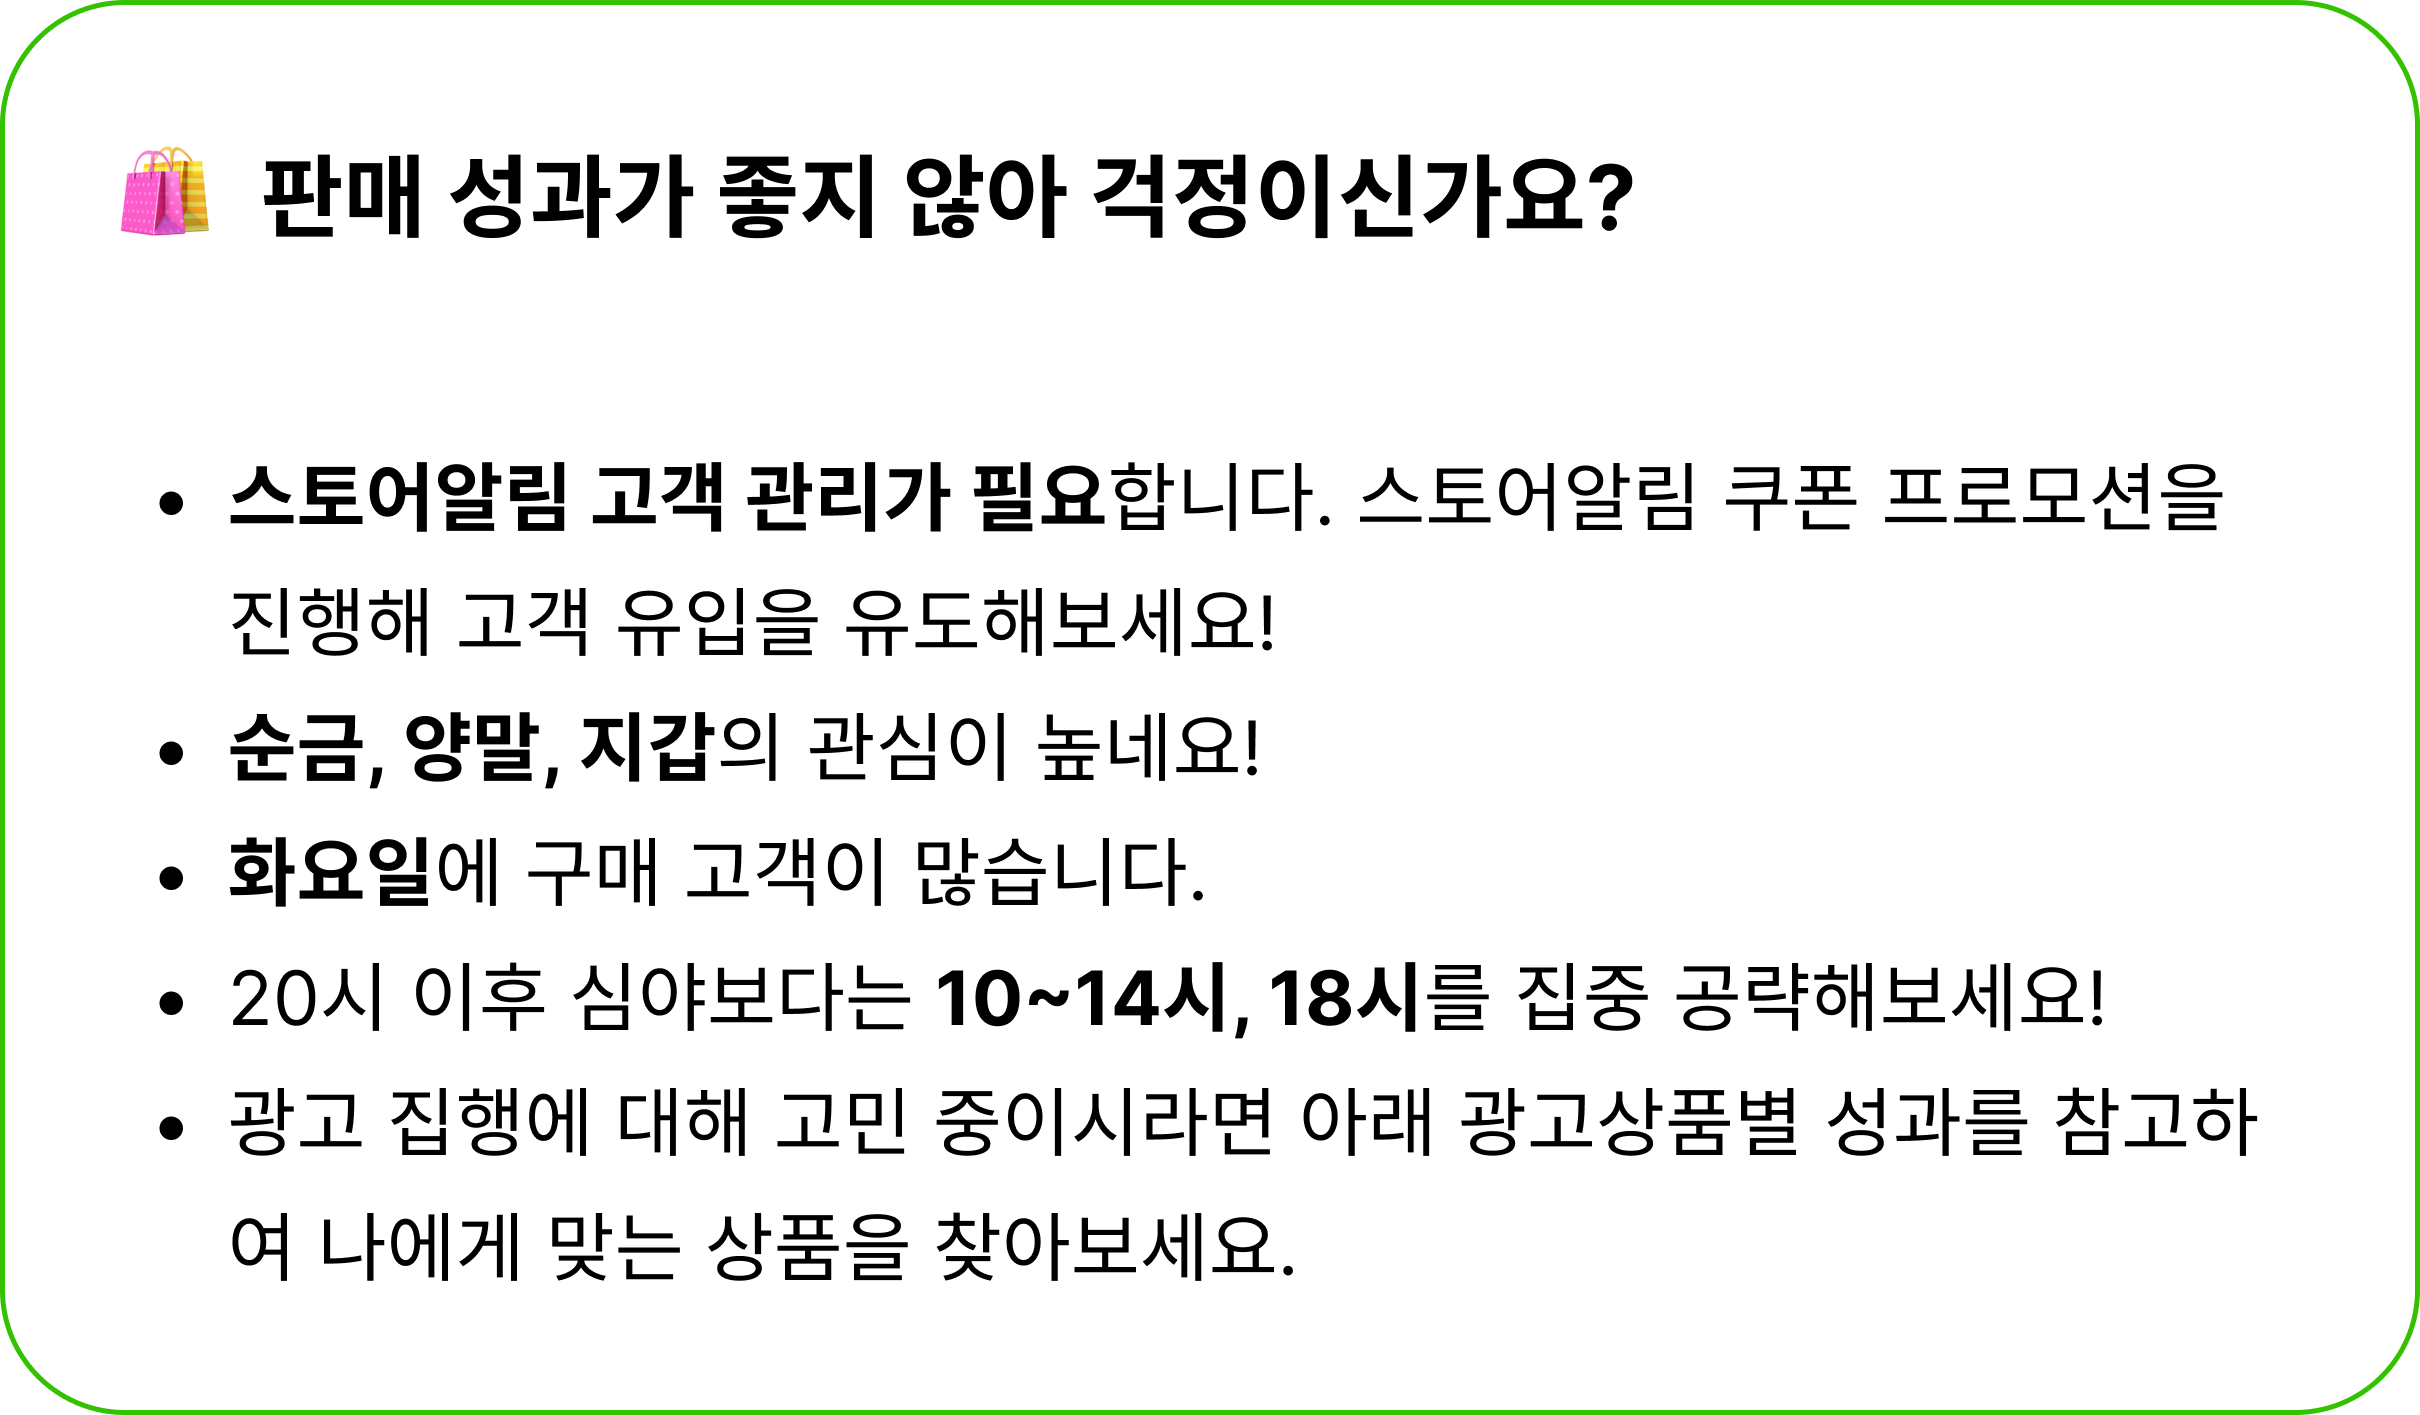 판매 성과가 좋지 않아 걱정이신가요?
• 스토어알림 고객 관리가 필요합니다. 스토어알림 쿠폰 프로모션을
진행해 고객 유입을 유도해보세요!
• 순금, 양말, 지갑의 관심이 높네요!
• 화요일에 구매 고객이 많습니다.
• 20시 이후 심야보다는 10~14시, 18시를 집중 공략해보세요!
• 광고 집행에 대해 고민 중이시라면 아래 광고상품별 성과를 참고하
여 나에게 맞는 상품을 찾아보세요.